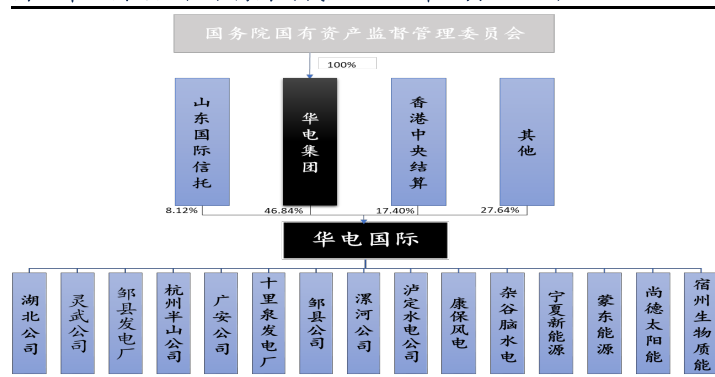 国务院国有资产监督管理委员会
100%
山东国际信托
华电集团
香港中央结算
其他
8.12%
46.84%
17.40%
27.64%
华电国际
湖北公司
灵武公司
邹县发电厂
杭州半山公司
广安公司
十里泉发电厂
邹县公司
漯河公司
泸定水电公司
康保风电
杂谷脑水电
宁夏新能源
蒙东能源
尚德太阳能
宿州生物质能